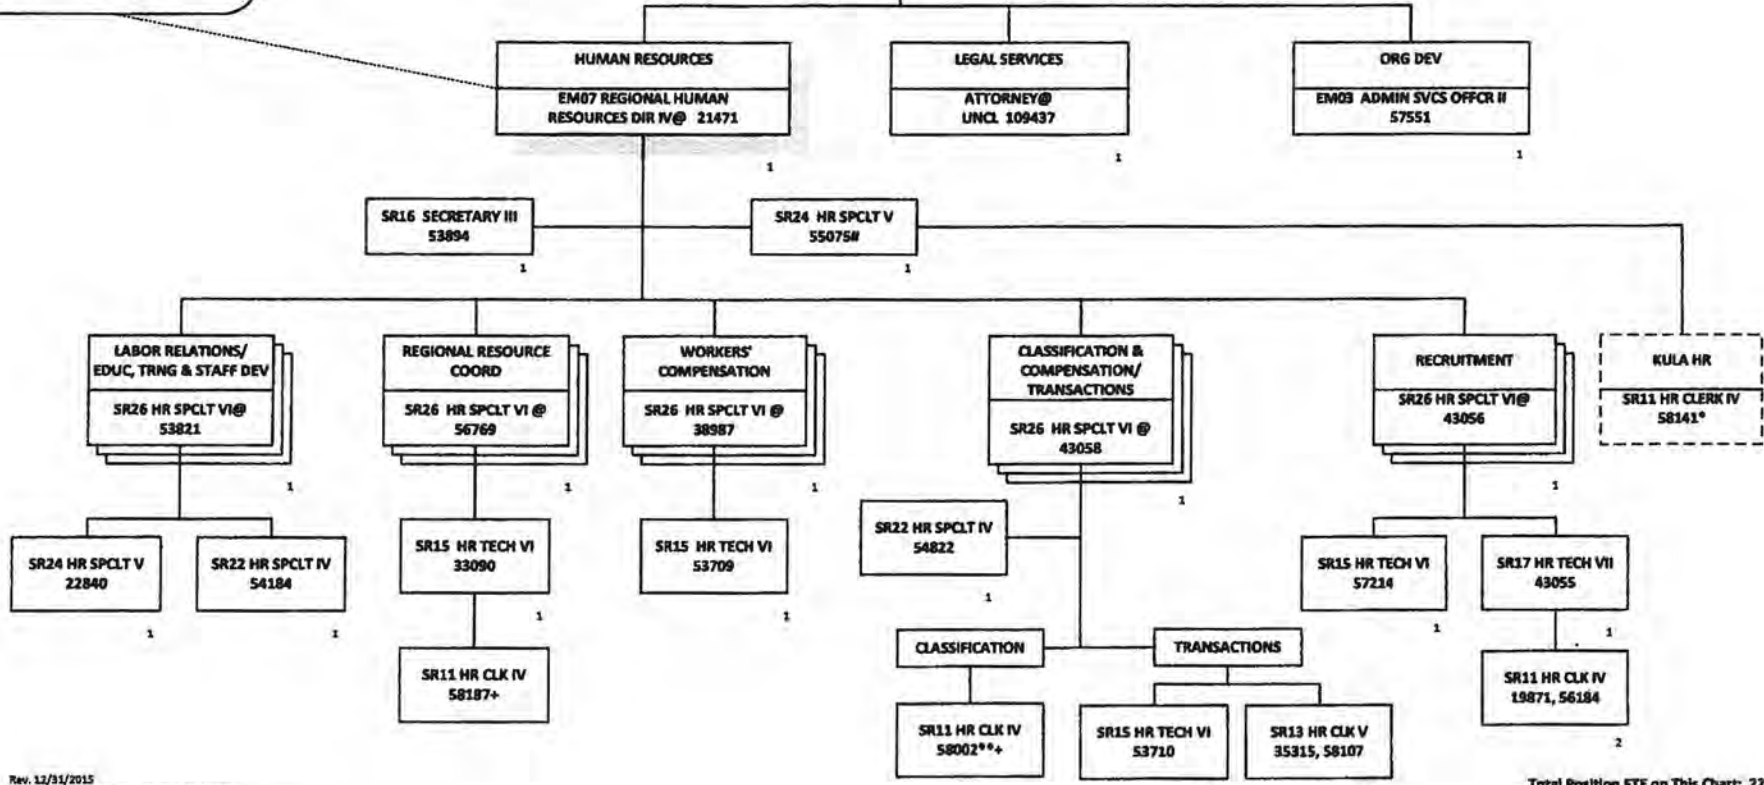 HUMAN RESOURCES
EM07 REGIONAL HUMAN
RESOURCES DIR IV@ 21471
1
LEGAL SERVICES
ATTORNEY@
UNCL 109437
1
ORG DEV
EM03 ADMIN SVCS OFFCR II
57551
1
SR16 SECRETARY III
53894
1
SR24 HR SPCLT V
55075#
1
LABOR RELATIONS/
EDUC, TRNG & STAFF DEV
SR26 HR SPCLT VI@
53821
1
REGIONAL RESOURCE
COORD
SR26 HR SPCLT VI @
56769
1
WORKERS'
COMPENSATION
SR26 HR SPCLT VI @
38987
1
CLASSIFICATION &
COMPENSATION/
TRANSACTIONS
SR26 HR SPCLT VI @
43058
1
RECRUITMENT
SR26 HR SPCLT VI@
43056
1
KULA HR
SR11 HR CLERK IV
58141*
SR24 HR SPCLT V
22840
1
SR22 HR SPCLT IV
54184
1
SR15 HR TECH VI
33090
1
SR11 HR CLK IV
58187+
SR15 HR TECH VI
53709
1
SR22 HR SPCLT IV
54822
1
CLASSIFICATION
TRANSACTIONS
SR11 HR CLK IV
58002**+
SR15 HR TECH VI
53710
SR13 HR CLK V
35315, 58107
SR15 HR TECH VI
57214
1
SR17 HR TECH VII
43055
1
SR11 HR CLK IV
19871, 56184
2
Rev. 12/31/2015
Total Position FTE on This Chart: